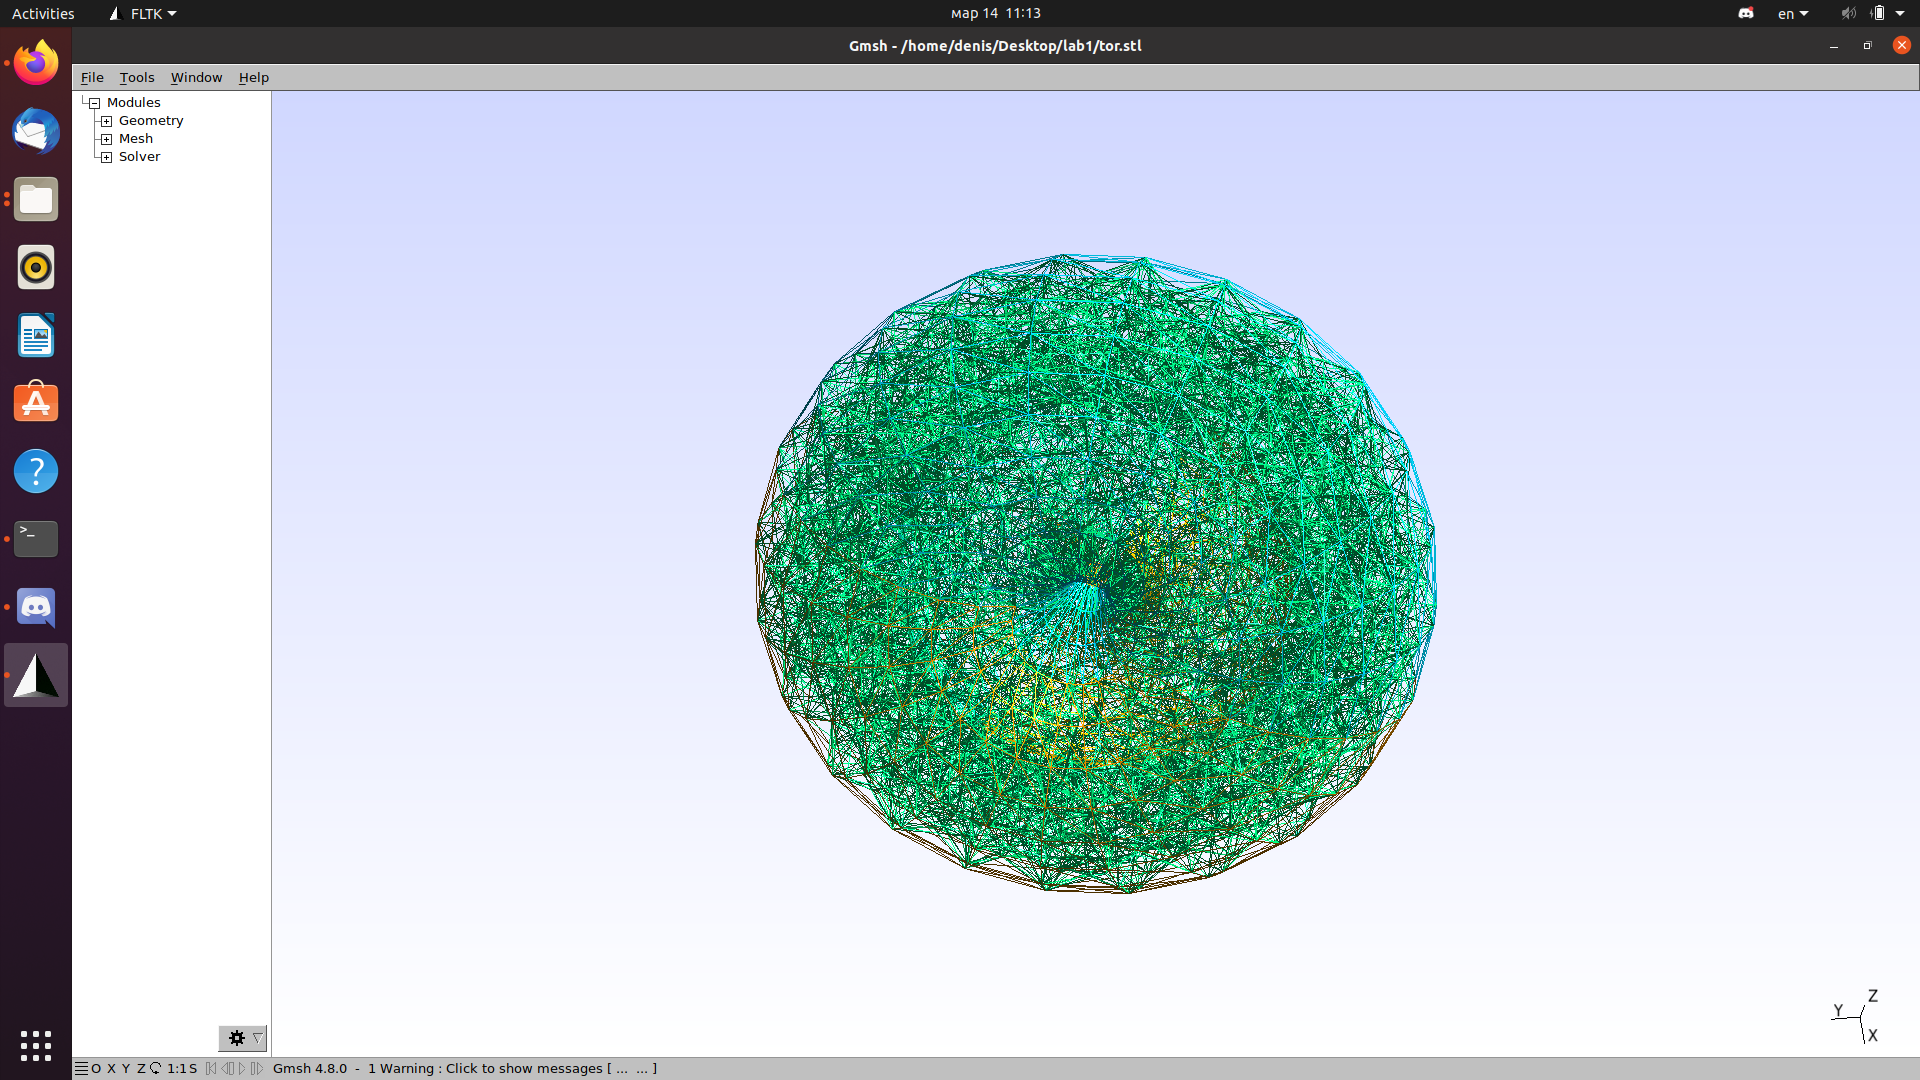 Activities FLTK мар 14 11:13 en
Gmsh - /home/denis/Desktop/lab1/tor.stl
File Tools Window Help
Modules
Geometry
Mesh
Solver
>_
?
Z
Y
X
O X Y Z 1:1 S Gmsh 4.8.0 - 1 Warning : Click to show messages [ ... ... ]